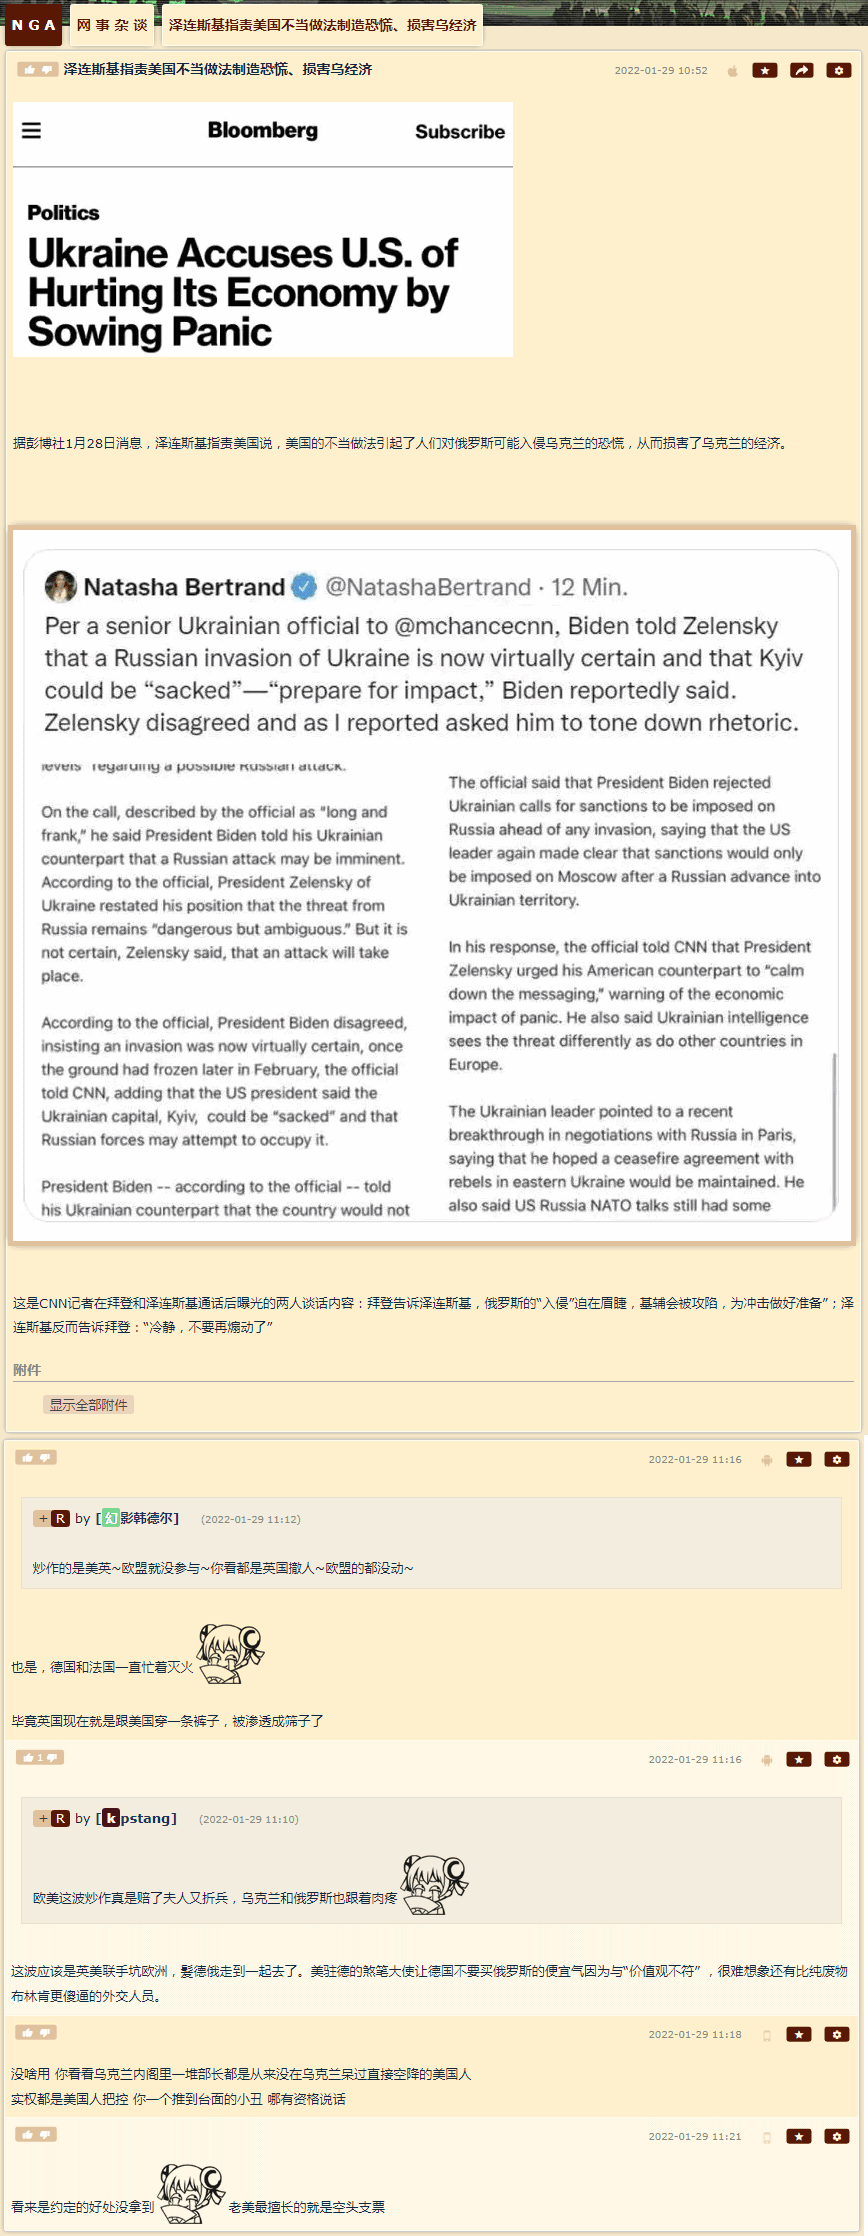 NGA 网事杂谈 泽连斯基指责美国不当做法制造恐慌、损害乌经济
泽连斯基指责美国不当做法制造恐慌、损害乌经济 2022-01-29 10:52
Bloomberg Subscribe
Politics
Ukraine Accuses U.S. of
Hurting Its Economy by
Sowing Panic
据彭博社1月28日消息，泽连斯基指责美国说，美国的不当做法引起了人们对俄罗斯可能入侵乌克兰的恐慌，从而损害了乌克兰的经济。
Natasha Bertrand @NatashaBertrand · 12 Min.
Per a senior Ukrainian official to @mchancecnn, Biden told Zelensky
that a Russian invasion of Ukraine is now virtually certain and that Kyiv
could be “sacked”—“prepare for impact,” Biden reportedly said.
Zelensky disagreed and as I reported asked him to tone down rhetoric.
levels" regarding a possible Russian attack.
On the call, described by the official as “long and
frank,” he said President Biden told his Ukrainian
counterpart that a Russian attack may be imminent.
According to the official, President Zelensky of
Ukraine restated his position that the threat from
Russia remains “dangerous but ambiguous.” But it is
not certain, Zelensky said, that an attack will take
place.
According to the official, President Biden disagreed,
insisting an invasion was now virtually certain, once
the ground had frozen later in February, the official
told CNN, adding that the US president said the
Ukrainian capital, Kyiv, could be “sacked” and that
Russian forces may attempt to occupy it.
President Biden -- according to the official -- told
his Ukrainian counterpart that the country would not
The official said that President Biden rejected
Ukrainian calls for sanctions to be imposed on
Russia ahead of any invasion, saying that the US
leader again made clear that sanctions would only
be imposed on Moscow after a Russian advance into
Ukrainian territory.
In his response, the official told CNN that President
Zelensky urged his American counterpart to “calm
down the messaging,” warning of the economic
impact of panic. He also said Ukrainian intelligence
sees the threat differently as do other countries in
Europe.
The Ukrainian leader pointed to a recent
breakthrough in negotiations with Russia in Paris,
saying that he hoped a ceasefire agreement with
rebels in eastern Ukraine would be maintained. He
also said US Russia NATO talks still had some
这是CNN记者在拜登和泽连斯基通话后曝光的两人谈话内容：拜登告诉泽连斯基，俄罗斯的“入侵”迫在眉睫，基辅会被攻陷，为冲击做好准备”；泽
连斯基反而告诉拜登：“冷静，不要再煽动了”
附件
显示全部附件
2022-01-29 11:16
+ R by [幻影韩德尔] (2022-01-29 11:12)
炒作的是美英~欧盟就没参与~你看都是英国撤人~欧盟的都没动~
也是，德国和法国一直忙着灭火
毕竟英国现在就是跟美国穿一条裤子，被渗透成筛子了
1 2022-01-29 11:16
+ R by [kpstang] (2022-01-29 11:10)
欧美这波炒作真是赔了夫人又折兵，乌克兰和俄罗斯也跟着肉疼
这波应该是英美联手坑欧洲，髪德俄走到一起去了。美驻德的煞笔大使让德国不要买俄罗斯的便宜气因为与“价值观不符” ，很难想象还有比纯废物
布林肯更傻逼的外交人员。
2022-01-29 11:18
没啥用 你看看乌克兰内阁里一堆部长都是从来没在乌克兰呆过直接空降的美国人
实权都是美国人把控 你一个推到台面的小丑 哪有资格说话
2022-01-29 11:21
看来是约定的好处没拿到 老美最擅长的就是空头支票